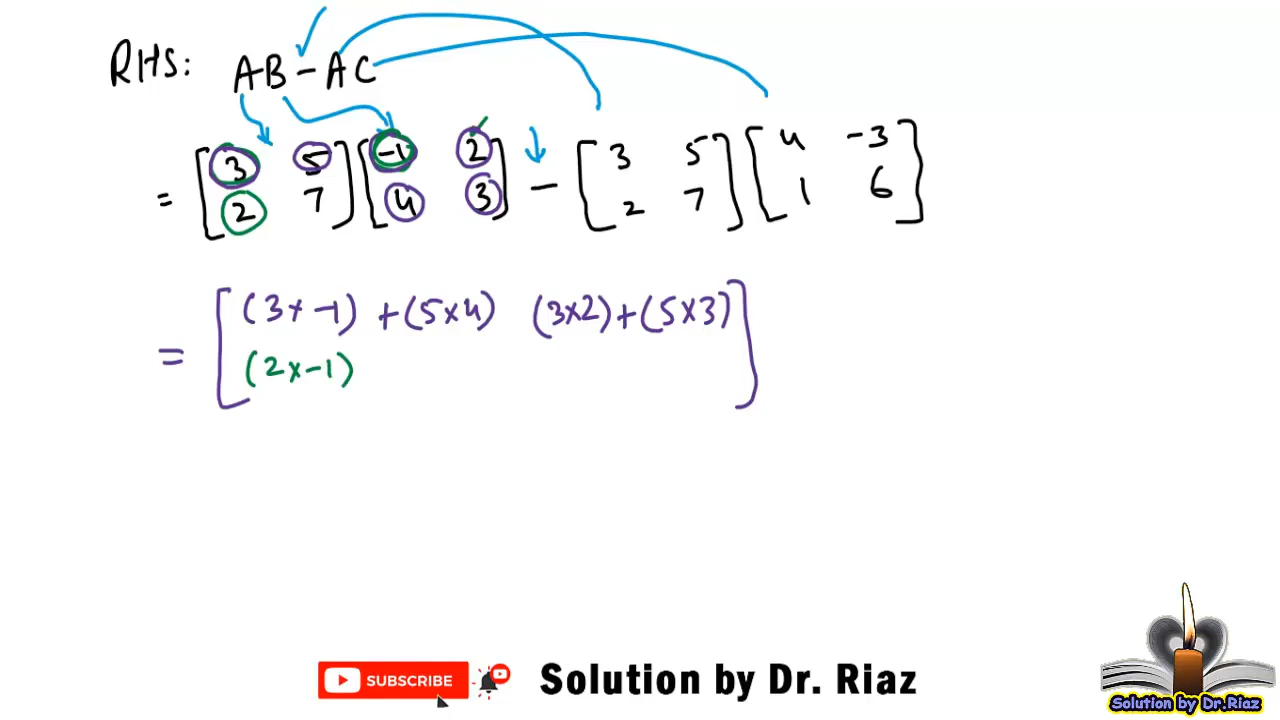 RHS: AB - AC
= [3 5] [-1 2] - [3 5] [4 -3]
[2 7] [4 3] [2 7] [1 6]
= [(3 x -1) + (5 x 4) (3 x 2) + (5 x 3)]
(2 x -1)
SUBSCRIBE Solution by Dr. Riaz
Solution by Dr.Riaz